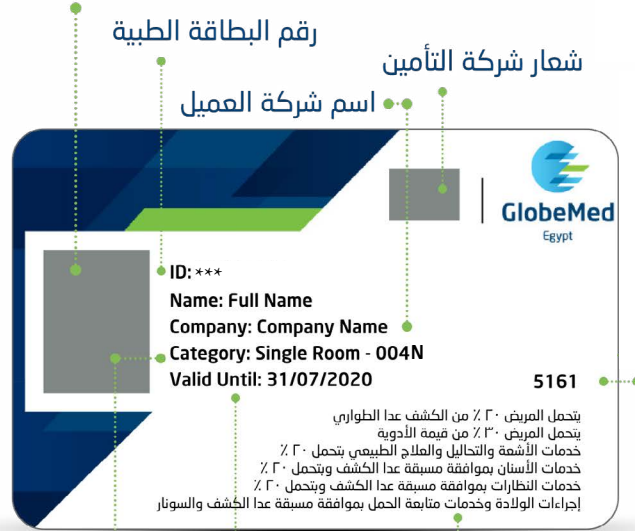 رقم البطاقة الطبية
شعار شركة التأمين
اسم شركة العميل
GlobeMed
Egypt
ID: ***
Name: Full Name
Company: Company Name
Category: Single Room - 004N
Valid Until: 31/07/2020
5161
يتحمل المريض ٢٠ ٪ من الكشف عدا الطوارئ
يتحمل المريض ٣٠ ٪ من قيمة الأدوية
خدمات الأشعة والتحاليل والعلاج الطبيعي بتحمل ٢٠ ٪
خدمات الأسنان بموافقة مسبقة عدا الكشف وبتحمل ٢٠ ٪
خدمات النظارات بموافقة مسبقة عدا الكشف وبتحمل ٢٠ ٪
إجراءات الولادة وخدمات متابعة الحمل بموافقة مسبقة عدا الكشف والسونار